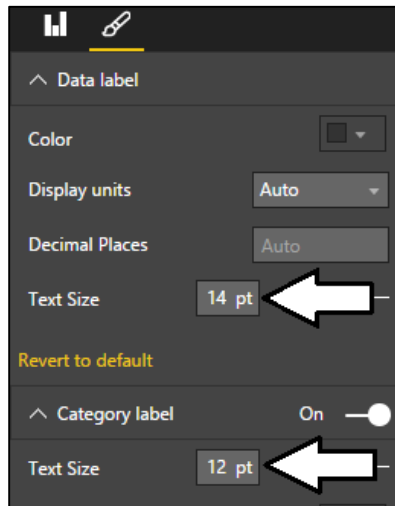 Data label
Color
Display units Auto
Decimal Places Auto
Text Size 14 pt
Revert to default
Category label On
Text Size 12 pt